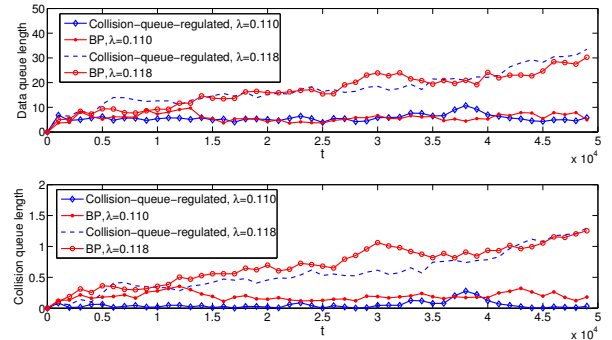 50
40
30
20
10
0
Data queue length
Collision−queue−regulated, λ=0.110
BP,λ=0.110
Collision−queue−regulated, λ=0.118
BP,λ=0.118
0 0.5 1 1.5 2 2.5 3 3.5 4 4.5 5
t
x 10^4
2
1.5
1
0.5
0
Collision queue length
Collision−queue−regulated, λ=0.110
BP,λ=0.110
Collision−queue−regulated, λ=0.118
BP,λ=0.118
0 0.5 1 1.5 2 2.5 3 3.5 4 4.5 5
t
x 10^4